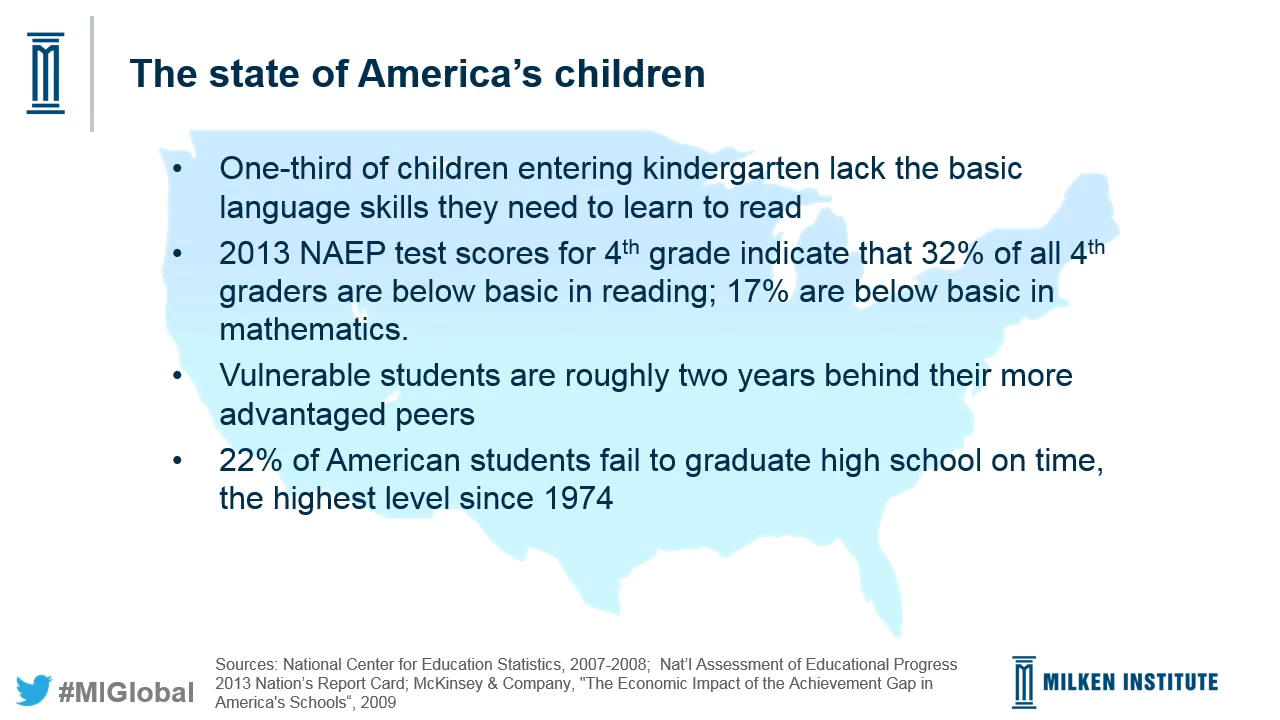 The state of America’s children
• One-third of children entering kindergarten lack the basic
language skills they need to learn to read
• 2013 NAEP test scores for 4th grade indicate that 32% of all 4th
graders are below basic in reading; 17% are below basic in
mathematics.
• Vulnerable students are roughly two years behind their more
advantaged peers
• 22% of American students fail to graduate high school on time,
the highest level since 1974
Sources: National Center for Education Statistics, 2007-2008;  Nat’l Assessment of Educational Progress
2013 Nation’s Report Card; McKinsey & Company, "The Economic Impact of the Achievement Gap in
America's Schools“, 2009
#MIGlobal
MILKEN INSTITUTE